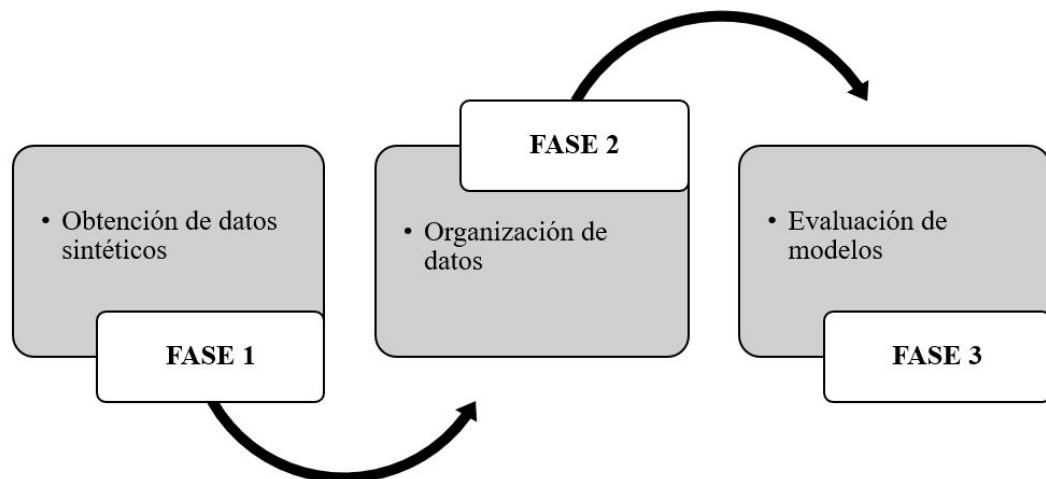 • Obtención de datos
sintéticos
FASE 1
FASE 2
• Organización de
datos
• Evaluación de
modelos
FASE 3